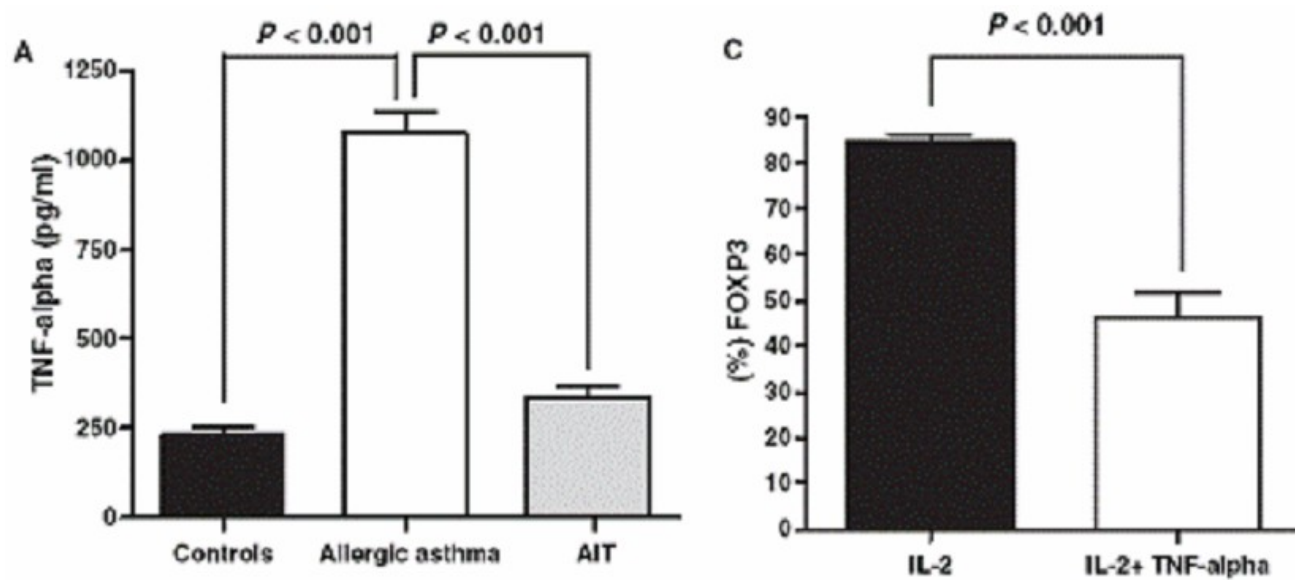 A
P < 0.001
P < 0.001
TNF-alpha (pg/ml)
1250
1000
750
500
250
0
Controls
Allergic asthma
AIT
C
P < 0.001
(%) FOXP3
90
80
70
60
50
40
30
20
10
0
IL-2
IL-2+ TNF-alpha